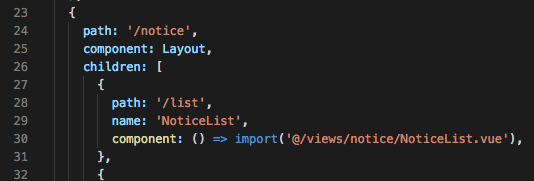 23 {
24 path: '/notice',
25 component: Layout,
26 children: [
27 {
28 path: '/list',
29 name: 'NoticeList',
30 component: () => import('@/views/notice/NoticeList.vue'),
31 },
32 {